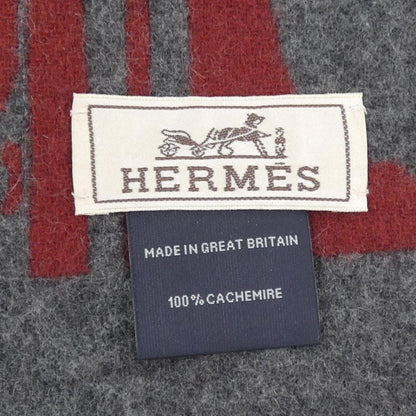 HERMÈS
MADE IN GREAT BRITAIN
100% CACHEMIRE